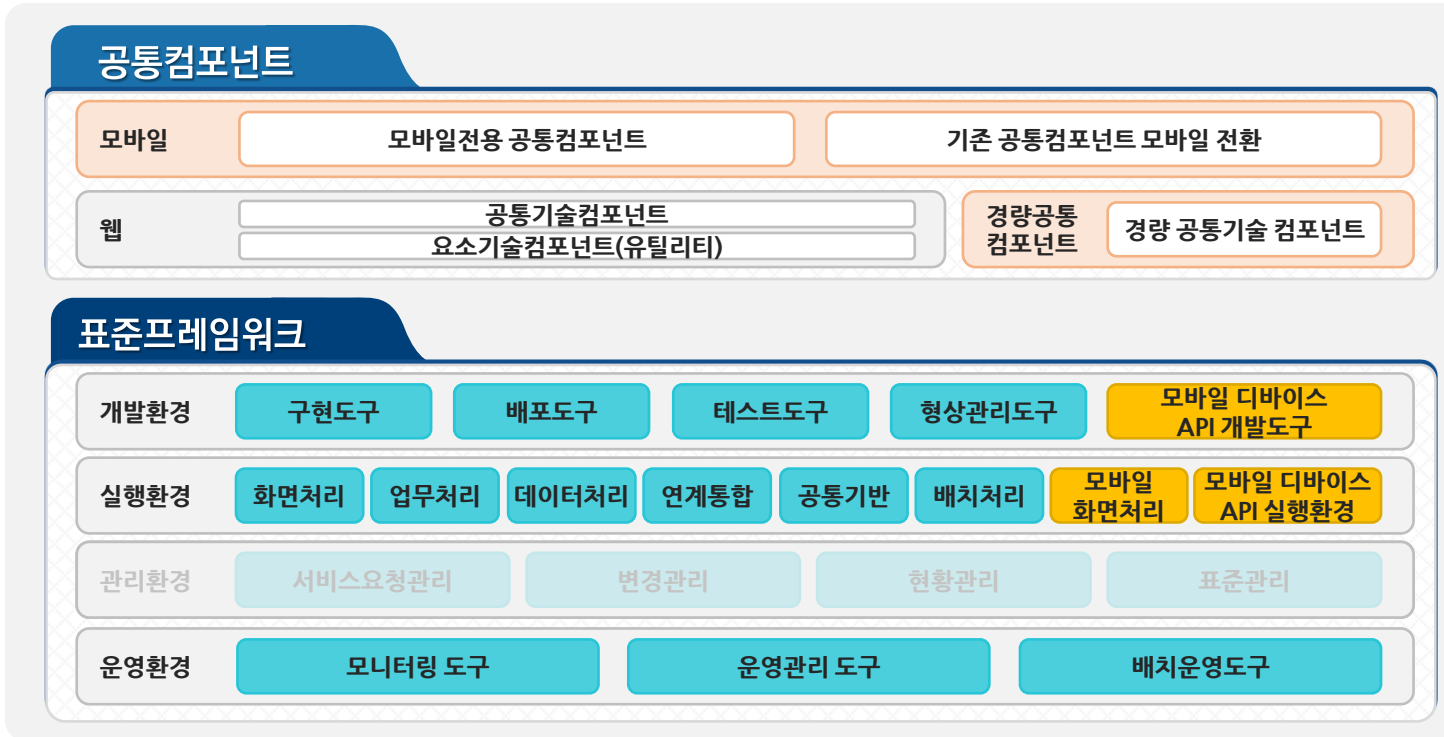 공통컴포넌트
모바일
모바일전용 공통컴포넌트
기존 공통컴포넌트 모바일 전환
웹
공통기술컴포넌트
요소기술컴포넌트(유틸리티)
경량공통
컴포넌트
경량 공통기술 컴포넌트
표준프레임워크
개발환경
구현도구
배포도구
테스트도구
형상관리도구
모바일 디바이스
API 개발도구
실행환경
화면처리
업무처리
데이터처리
연계통합
공통기반
배치처리
모바일
화면처리
모바일 디바이스
API 실행환경
관리환경
서비스요청관리
변경관리
현황관리
표준관리
운영환경
모니터링 도구
운영관리 도구
배치운영도구